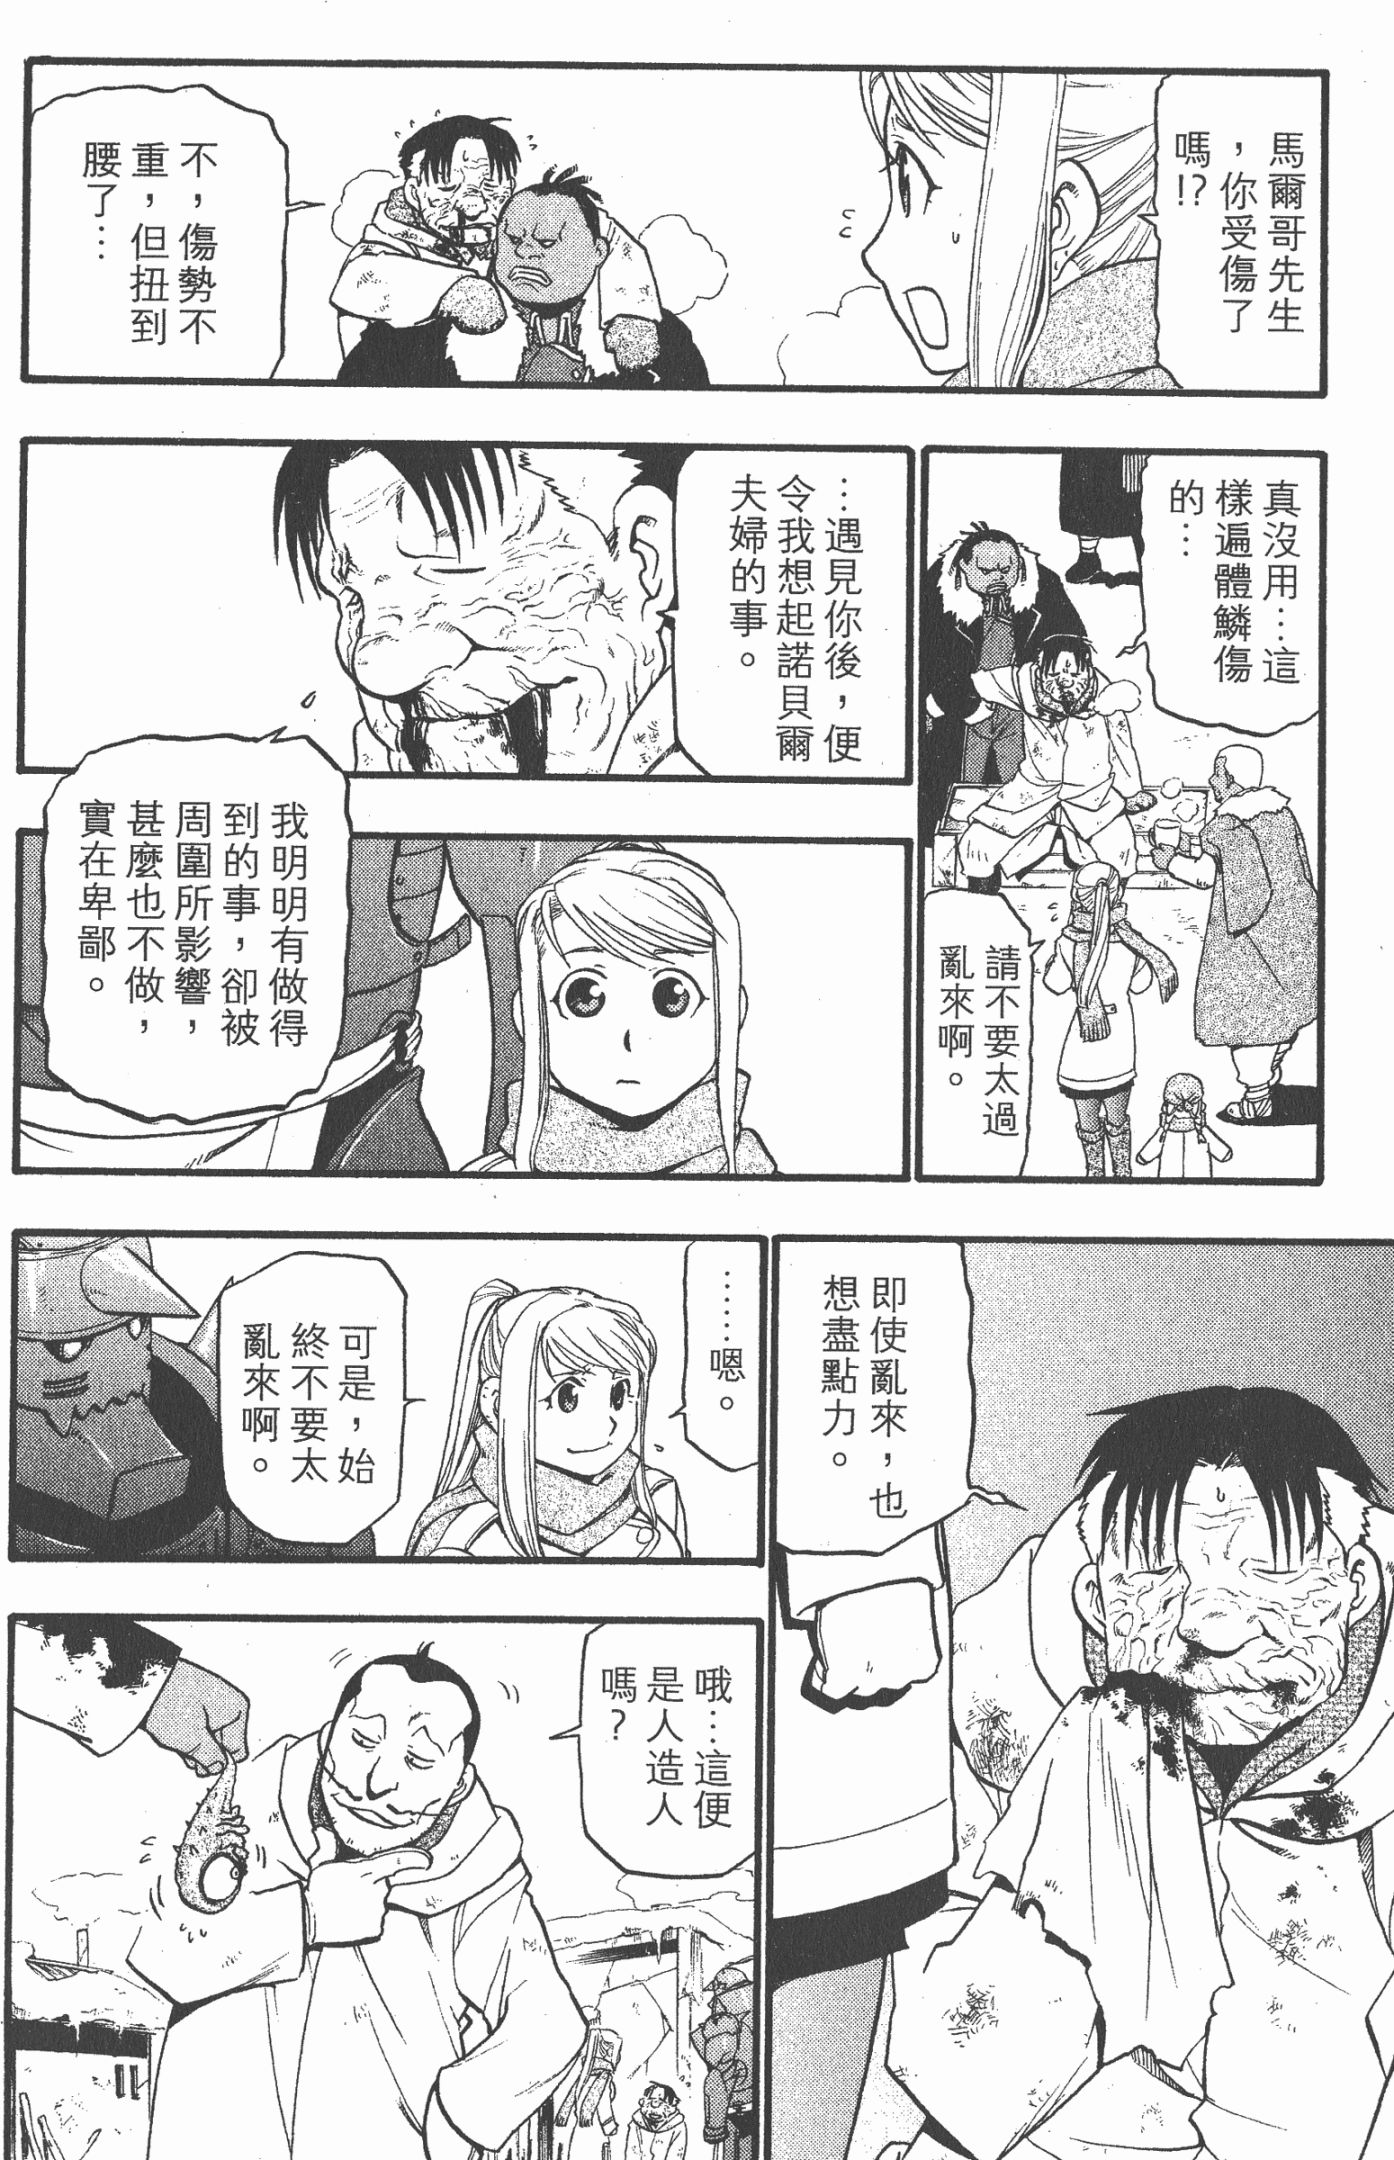 馬爾哥先生
，你受傷了
嗎!?
不，傷勢不
重，但扭到
腰了…
真沒用…這
樣遍體鱗傷
的…
請不要太過
亂來啊。
…遇見你後，便
令我想起諾貝爾
夫婦的事。
我明明有做得
到的事，卻被
周圍所影響，
甚麼也不做，
實在卑鄙。
即使亂來，也
想盡點力。
……嗯。
可是，始
終不要太
亂來啊。
哦…這便
是人造人
嗎？